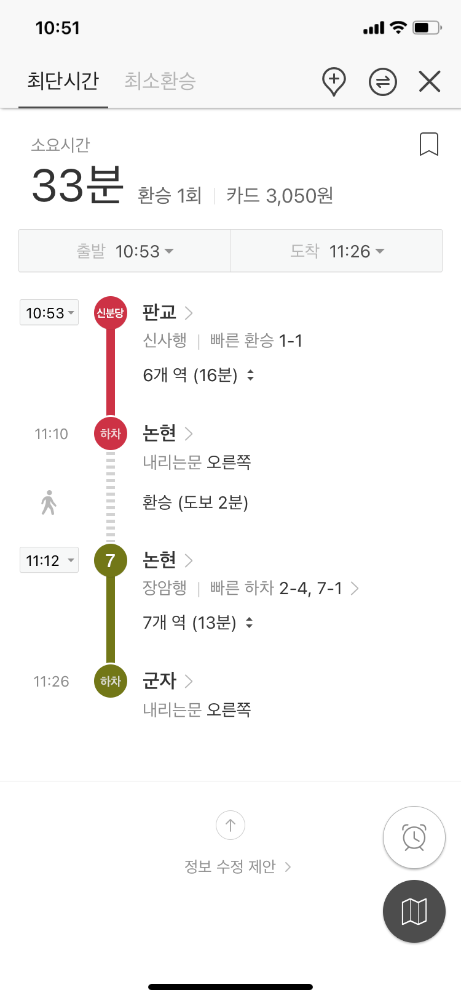 10:51
최단시간 최소환승
소요시간
33분 환승 1회 카드 3,050원
출발 10:53 도착 11:26
10:53 신분당 판교
신사행 빠른 환승 1-1
6개 역 (16분)
11:10 하차 논현
내리는문 오른쪽
환승 (도보 2분)
11:12 7 논현
장암행 빠른 하차 2-4, 7-1
7개 역 (13분)
11:26 하차 군자
내리는문 오른쪽
정보 수정 제안